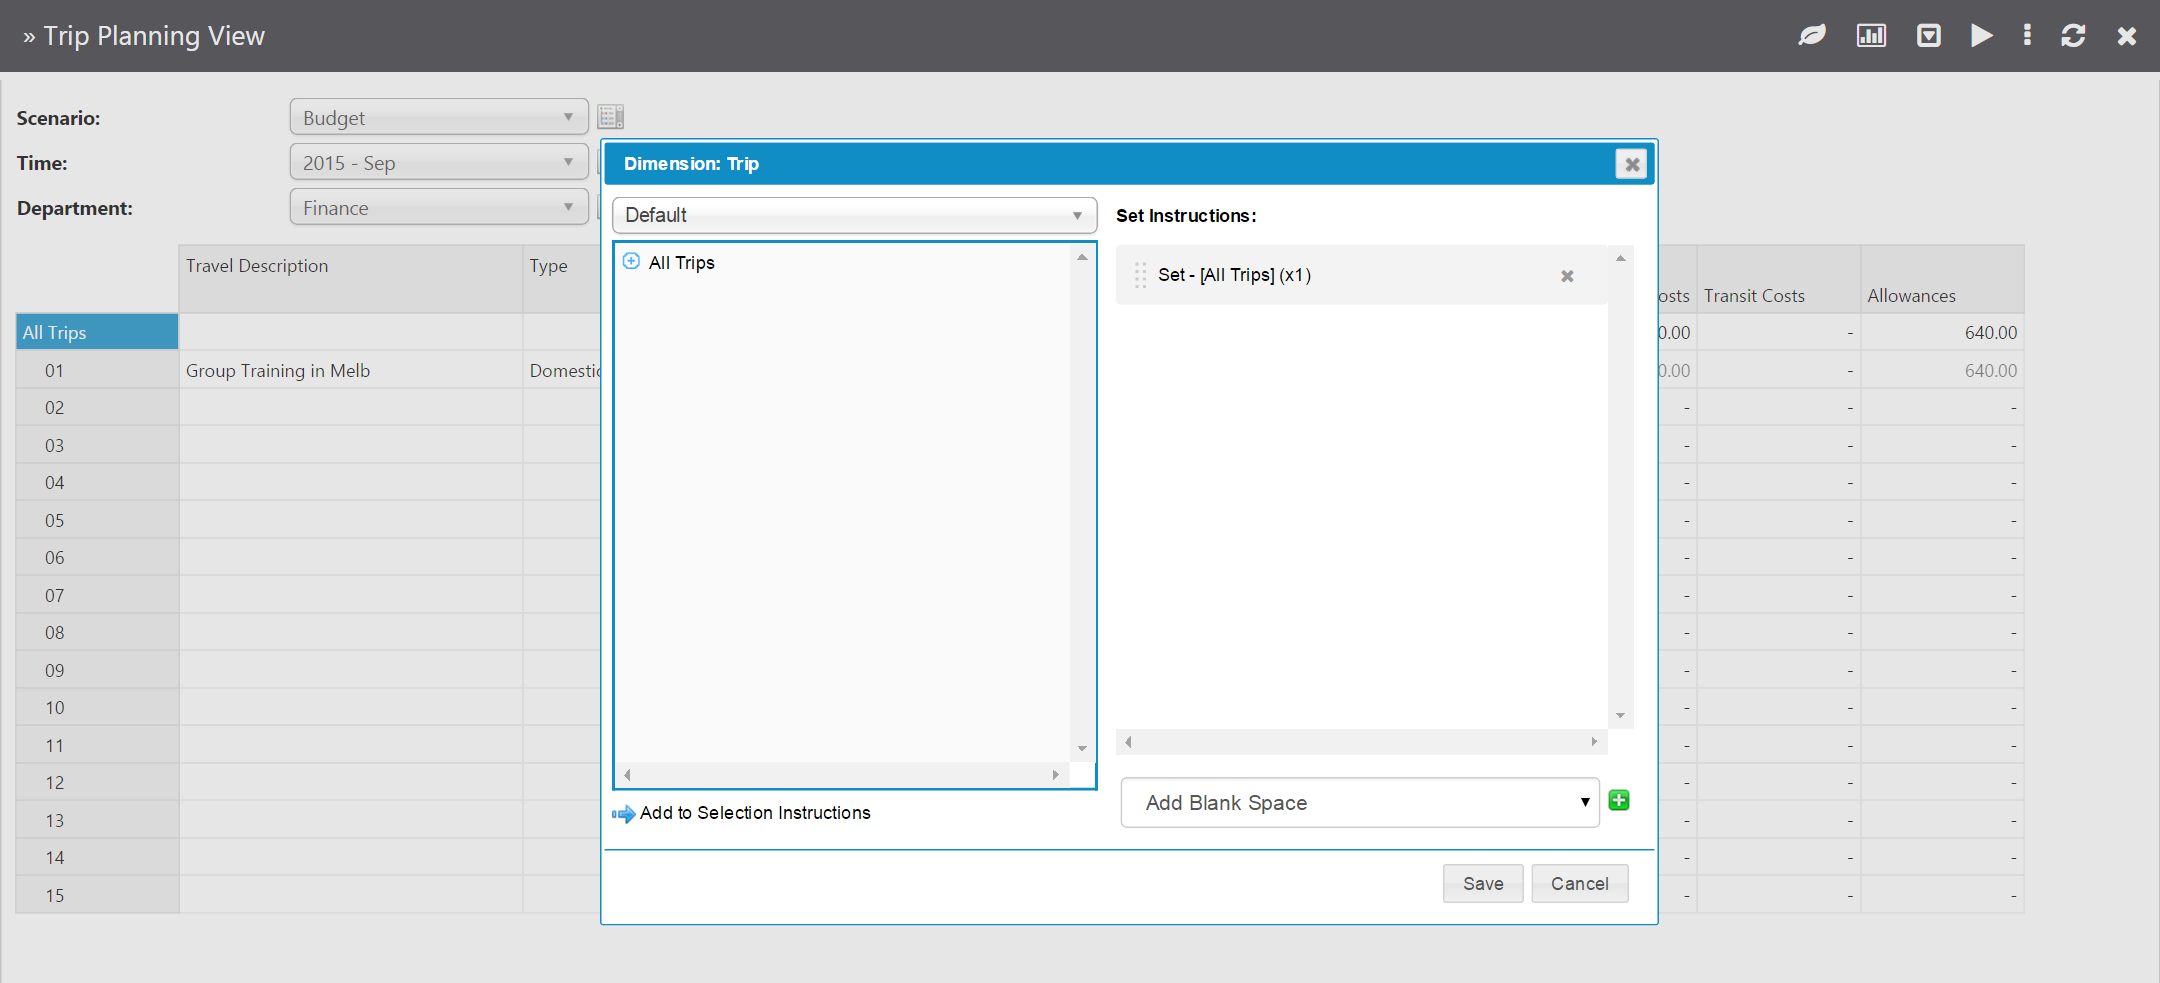 » Trip Planning View
Scenario:
Budget
Time:
2015 - Sep
Department:
Finance
Dimension: Trip
Default
All Trips
Add to Selection Instructions
Set Instructions:
Set - [All Trips] (x1)
Add Blank Space
Save
Cancel
Travel Description Type osts Transit Costs Allowances
All Trips 0.00 - 640.00
01 Group Training in Melb Domestic 0.00 - 640.00
02 - - -
03 - - -
04 - - -
05 - - -
06 - - -
07 - - -
08 - - -
09 - - -
10 - - -
11 - - -
12 - - -
13 - - -
14 - - -
15 - - -